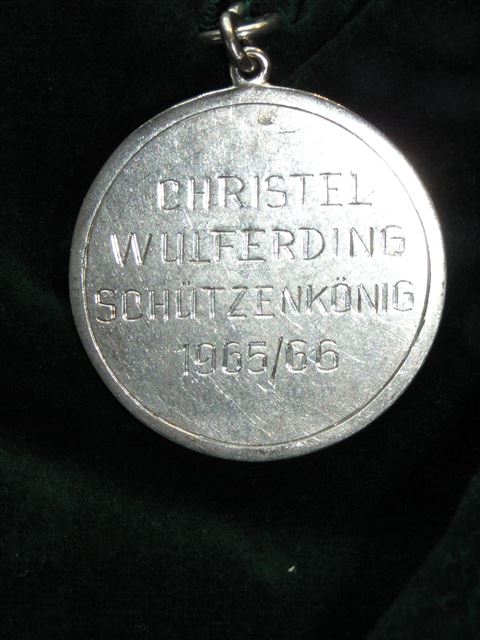 CHRISTEL
WULFERDING
SCHÜTZENKÖNIG
1965/66